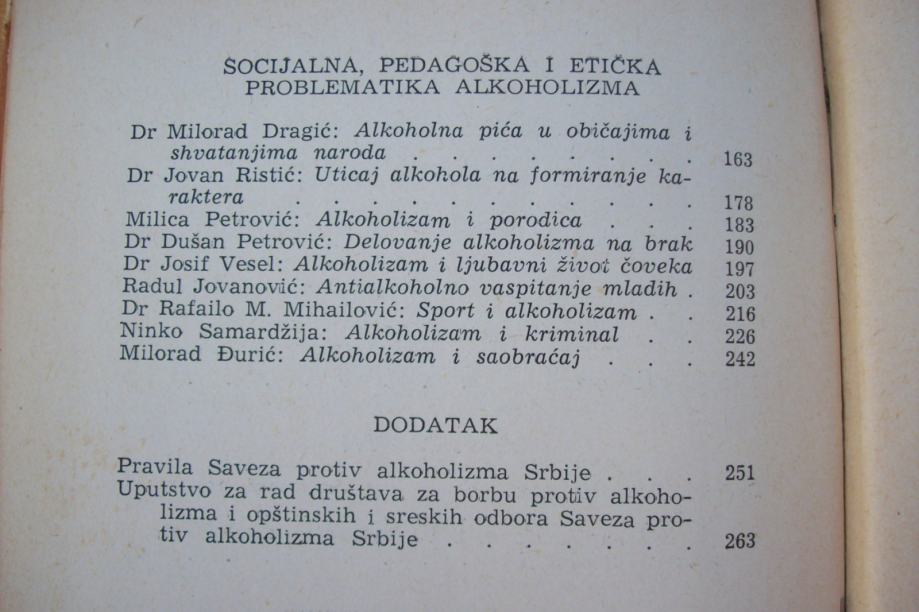 SOCIJALNA, PEDAGOŠKA I ETIČKA
PROBLEMATIKA ALKOHOLIZMA
Dr Milorad Dragić: Alkoholna pića u običajima i
shvatanjima naroda . . . . . . . . 163
Dr Jovan Ristić: Uticaj alkohola na formiranje ka-
raktera . . . . . . . . . . . 178
Milica Petrović: Alkoholizam i porodica . . . 183
Dr Dušan Petrović: Delovanje alkoholizma na brak 190
Dr Josif Vesel: Alkoholizam i ljubavni život čoveka 197
Radul Jovanović: Antialkoholno vaspitanje mladih . 203
Dr Rafailo M. Mihailović: Sport i alkoholizam . . 216
Ninko Samardžija: Alkoholizam i kriminal . . 226
Milorad Đurić: Alkoholizam i saobraćaj . . . 242
DODATAK
Pravila Saveza protiv alkoholizma Srbije . . . 251
Uputstvo za rad društava za borbu protiv alkoho-
lizma i opštinskih i sreskih odbora Saveza pro-
tiv alkoholizma Srbije . . . . . . . 263